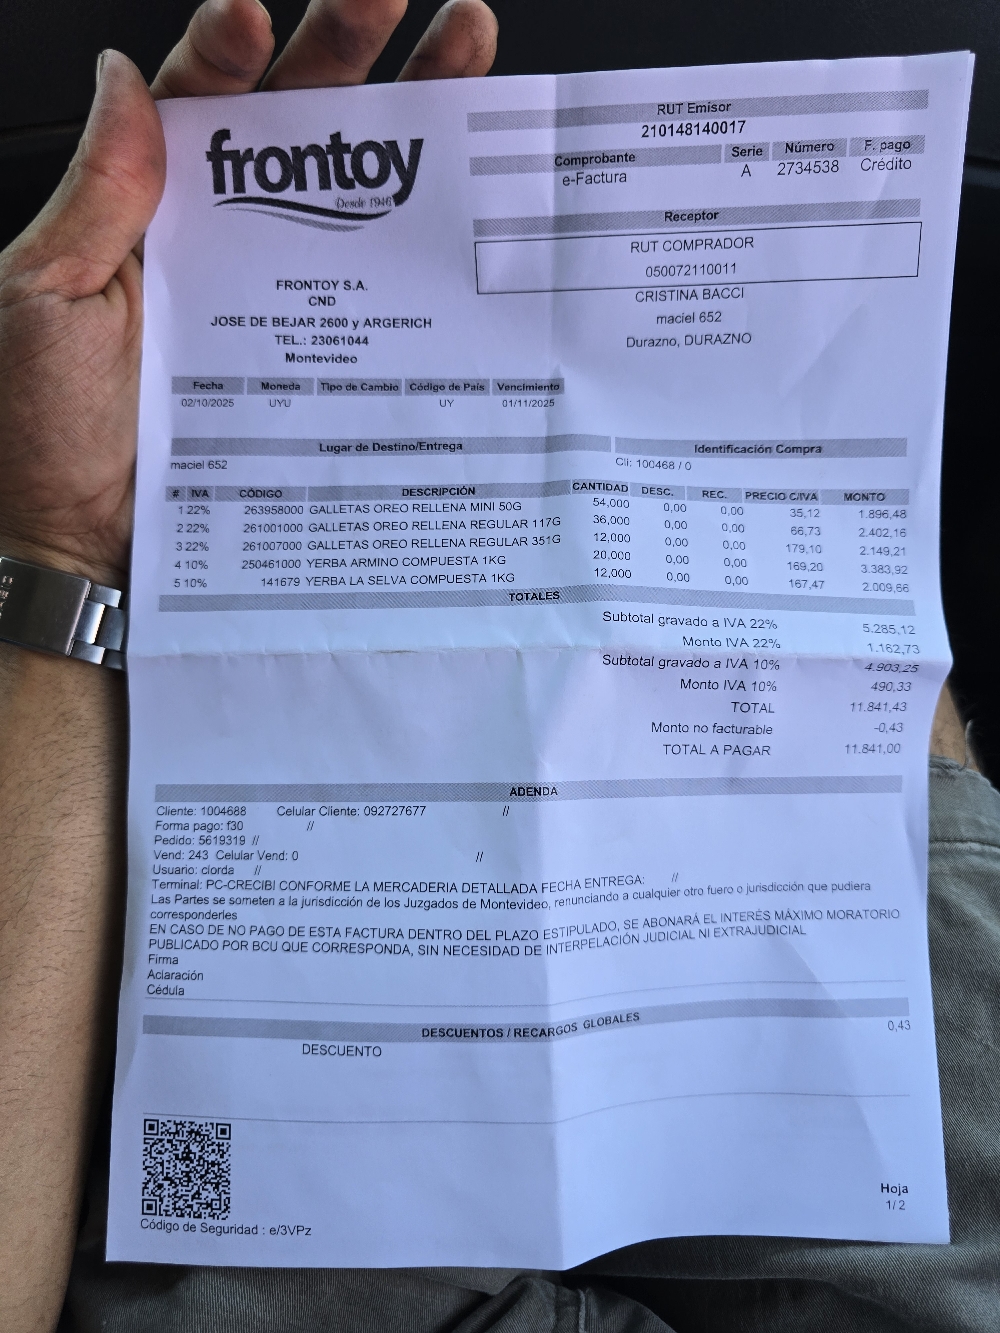 frontoy
Desde 1946
RUT Emisor
210148140017
Comprobante Serie Número F. pago
e-Factura A 2734538 Crédito
Receptor
RUT COMPRADOR
050072110011
CRISTINA BACCI
maciel 652
Durazno, DURAZNO
FRONTOY S.A.
CND
JOSE DE BEJAR 2600 y ARGERICH
TEL.: 23061044
Montevideo
Fecha Moneda Tipo de Cambio Código de País Vencimiento
02/10/2025 UYU UY 01/11/2025
Lugar de Destino/Entrega Identificación Compra
maciel 652 Cli: 100468 / 0
# IVA CÓDIGO DESCRIPCIÓN CANTIDAD DESC. REC. PRECIO C/IVA MONTO
1 22% 263958000 GALLETAS OREO RELLENA MINI 50G 54,000 0,00 0,00 35,12 1.896,48
2 22% 261001000 GALLETAS OREO RELLENA REGULAR 117G 36,000 0,00 0,00 66,73 2.402,16
3 22% 261007000 GALLETAS OREO RELLENA REGULAR 351G 12,000 0,00 0,00 179,10 2.149,21
4 10% 250461000 YERBA ARMINO COMPUESTA 1KG 20,000 0,00 0,00 169,20 3.383,92
5 10% 141679 YERBA LA SELVA COMPUESTA 1KG 12,000 0,00 0,00 167,47 2.009,66
TOTALES
Subtotal gravado a IVA 22% 5.285,12
Monto IVA 22% 1.162,73
Subtotal gravado a IVA 10% 4.903,25
Monto IVA 10% 490,33
TOTAL 11.841,43
Monto no facturable -0,43
TOTAL A PAGAR 11.841,00
ADENDA
Cliente: 1004688 Celular Cliente: 092727677 //
Forma pago: f30 //
Pedido: 5619319 //
Vend: 243 Celular Vend: 0 //
Usuario: clorda //
Terminal: PC-CRECIBI CONFORME LA MERCADERIA DETALLADA FECHA ENTREGA: //
Las Partes se someten a la jurisdicción de los Juzgados de Montevideo, renunciando a cualquier otro fuero o jurisdicción que pudiera
corresponderles
EN CASO DE NO PAGO DE ESTA FACTURA DENTRO DEL PLAZO ESTIPULADO, SE ABONARÁ EL INTERÉS MÁXIMO MORATORIO
PUBLICADO POR BCU QUE CORRESPONDA, SIN NECESIDAD DE INTERPELACIÓN JUDICIAL NI EXTRAJUDICIAL
Firma
Aclaración
Cédula
DESCUENTOS / RECARGOS GLOBALES
DESCUENTO 0,43
Código de Seguridad : e/3VPz
Hoja
1/ 2